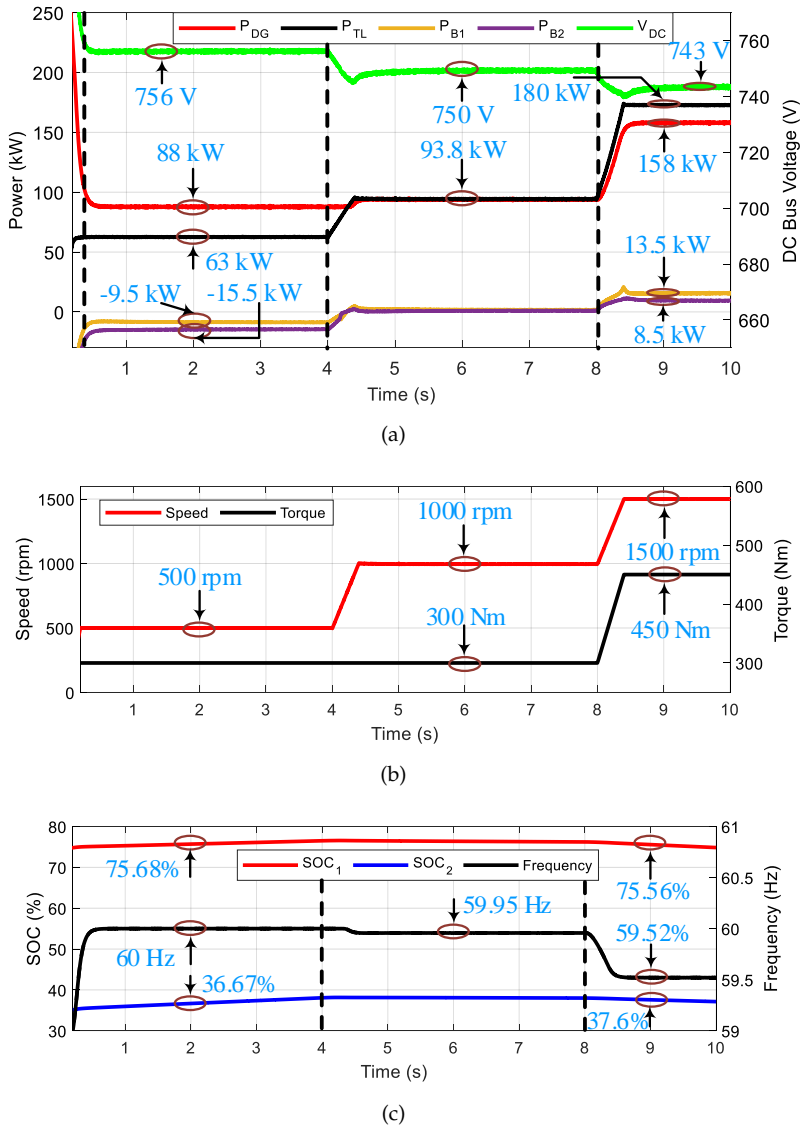 P_DG P_TL P_B1 P_B2 V_DC
250
200
150
100
50
0
Power (kW)
760
740
720
700
680
660
DC Bus Voltage (V)
756 V
750 V
743 V
180 kW
88 kW
93.8 kW
158 kW
63 kW
-9.5 kW
-15.5 kW
13.5 kW
8.5 kW
1 2 3 4 5 6 7 8 9 10
Time (s)
(a)
Speed Torque
1500
1000
500
0
Speed (rpm)
600
500
400
300
Torque (Nm)
500 rpm
1000 rpm
1500 rpm
300 Nm
450 Nm
1 2 3 4 5 6 7 8 9 10
Time (s)
(b)
SOC_1 SOC_2 Frequency
80
70
60
50
40
30
SOC (%)
61
60.5
60
59.5
59
Frequency (Hz)
75.68%
75.56%
59.95 Hz
59.52%
60 Hz
36.67%
37.6%
1 2 3 4 5 6 7 8 9 10
Time (s)
(c)